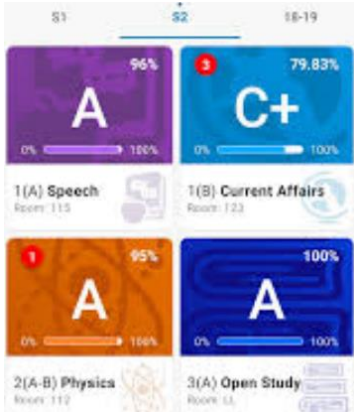 S1 S2 18-19
96%
A
0% 100%
1(A) Speech
Room: 115
3 79.83%
C+
0% 100%
1(B) Current Affairs
Room: 123
1 95%
A
0% 100%
2(A-B) Physics
Room: 112
100%
A
0% 100%
3(A) Open Study
Room: LL